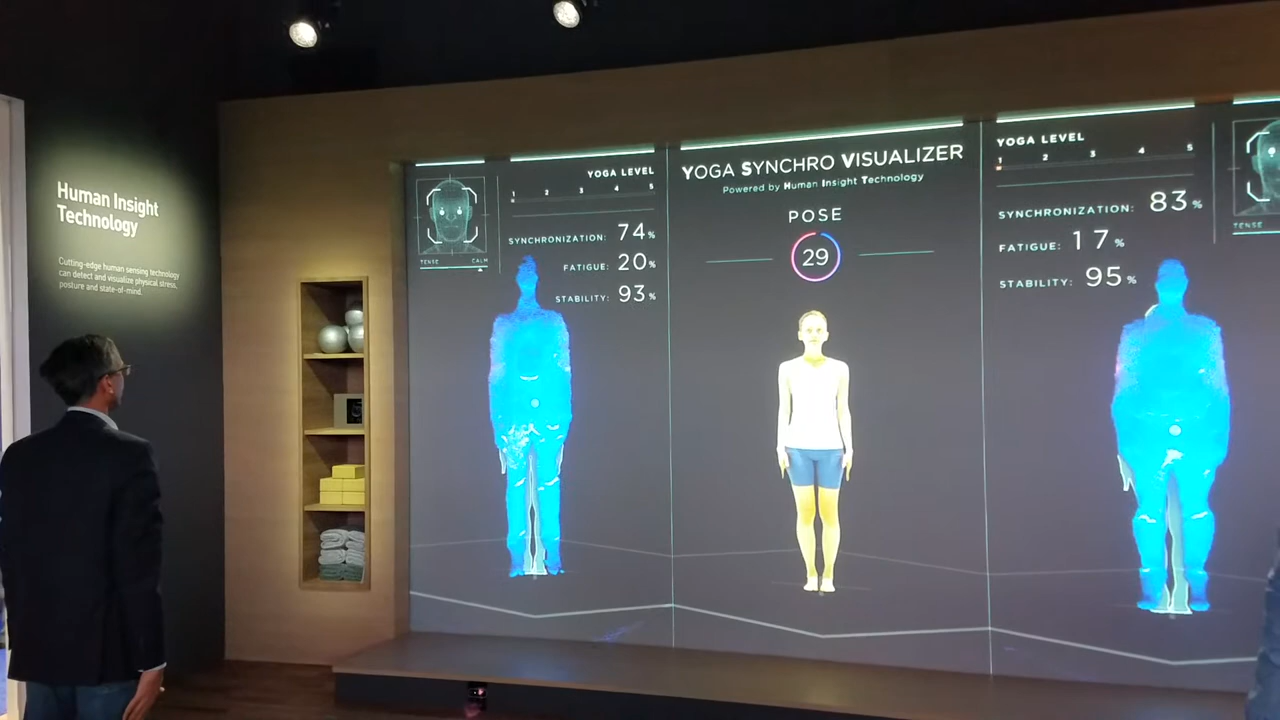 Human Insight
Technology
Cutting-edge human sensing technology
can detect and visualize physical stress,
posture and state-of-mind.
YOGA LEVEL
1 2 3 4 5
SYNCHRONIZATION: 74%
FATIGUE: 20%
STABILITY: 93%
TENSE CALM
YOGA SYNCHRO VISUALIZER
Powered by Human Insight Technology
POSE
29
YOGA LEVEL
1 2 3 4 5
SYNCHRONIZATION: 83%
FATIGUE: 17%
STABILITY: 95%
TENSE